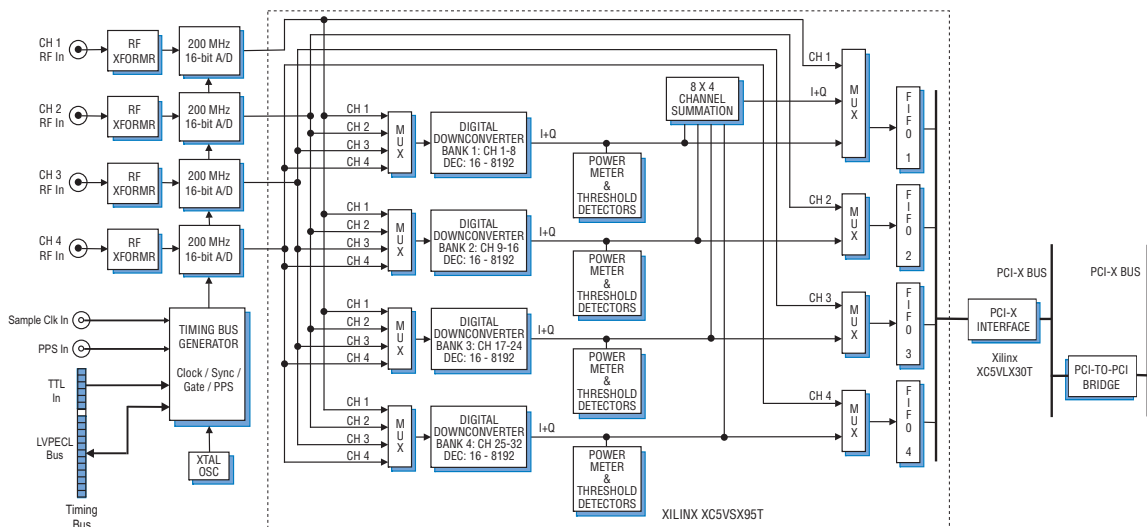 CH 1
RF In
RF
XFORMR
200 MHz
16-bit A/D
CH 2
RF In
RF
XFORMR
200 MHz
16-bit A/D
CH 3
RF In
RF
XFORMR
200 MHz
16-bit A/D
CH 4
RF In
RF
XFORMR
200 MHz
16-bit A/D
Sample Clk In
PPS In
TTL
In
LVPECL
Bus
Timing
Bus
TIMING BUS
GENERATOR
Clock / Sync /
Gate / PPS
XTAL
OSC
CH 1
CH 2
CH 3
CH 4
MUX
DIGITAL
DOWNCONVERTER
BANK 1: CH 1-8
DEC: 16 - 8192
I+Q
POWER
METER
&
THRESHOLD
DETECTORS
CH 1
CH 2
CH 3
CH 4
MUX
DIGITAL
DOWNCONVERTER
BANK 2: CH 9-16
DEC: 16 - 8192
I+Q
POWER
METER
&
THRESHOLD
DETECTORS
CH 1
CH 2
CH 3
CH 4
MUX
DIGITAL
DOWNCONVERTER
BANK 3: CH 17-24
DEC: 16 - 8192
I+Q
POWER
METER
&
THRESHOLD
DETECTORS
CH 1
CH 2
CH 3
CH 4
MUX
DIGITAL
DOWNCONVERTER
BANK 4: CH 25-32
DEC: 16 - 8192
I+Q
POWER
METER
&
THRESHOLD
DETECTORS
8 X 4
CHANNEL
SUMMATION
I+Q
CH 1
MUX
FIFO 1
CH 2
MUX
FIFO 2
CH 3
MUX
FIFO 3
CH 4
MUX
FIFO 4
XILINX XC5VSX95T
PCI-X BUS
PCI-X BUS
PCI-X
INTERFACE
Xilinx
XC5VLX30T
PCI-TO-PCI
BRIDGE